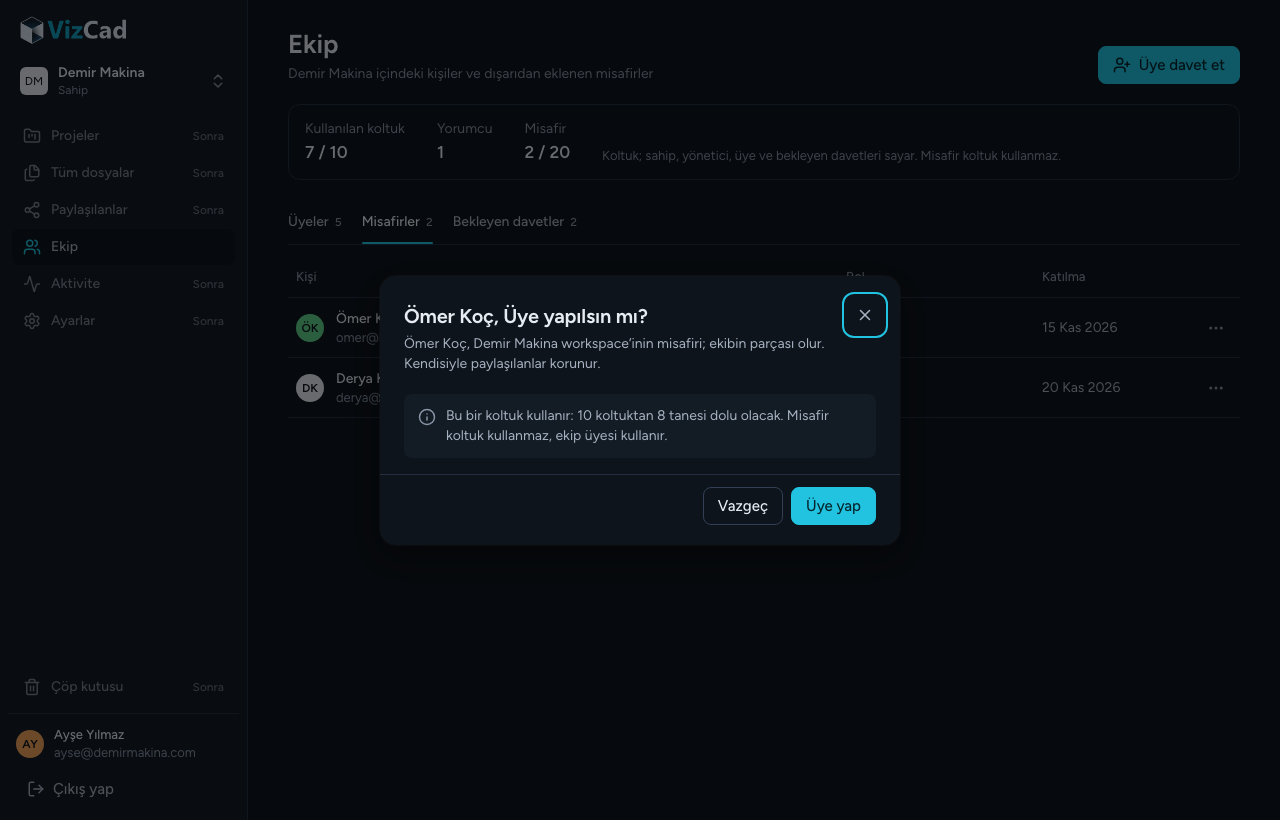 VizCad
DM
Demir Makina
Sahip
Projeler Sonra
Tüm dosyalar Sonra
Paylaşılanlar Sonra
Ekip
Aktivite Sonra
Ayarlar Sonra
Çöp kutusu Sonra
AY
Ayşe Yılmaz
ayse@demirmakina.com
Çıkış yap
Ekip
Demir Makina içindeki kişiler ve dışarıdan eklenen misafirler
Üye davet et
Kullanılan koltuk Yorumcu Misafir
7 / 10 1 2 / 20 Koltuk; sahip, yönetici, üye ve bekleyen davetleri sayar. Misafir koltuk kullanmaz.
Üyeler 5 Misafirler 2 Bekleyen davetler 2
Kişi Rol Katılma
ÖK Ömer 15 Kas 2026
omer@
DK Derya 20 Kas 2026
derya@
Ömer Koç, Üye yapılsın mı?
Ömer Koç, Demir Makina workspace’inin misafiri; ekibin parçası olur.
Kendisiyle paylaşılanlar korunur.
Bu bir koltuk kullanır: 10 koltuktan 8 tanesi dolu olacak. Misafir
koltuk kullanmaz, ekip üyesi kullanır.
Vazgeç Üye yap